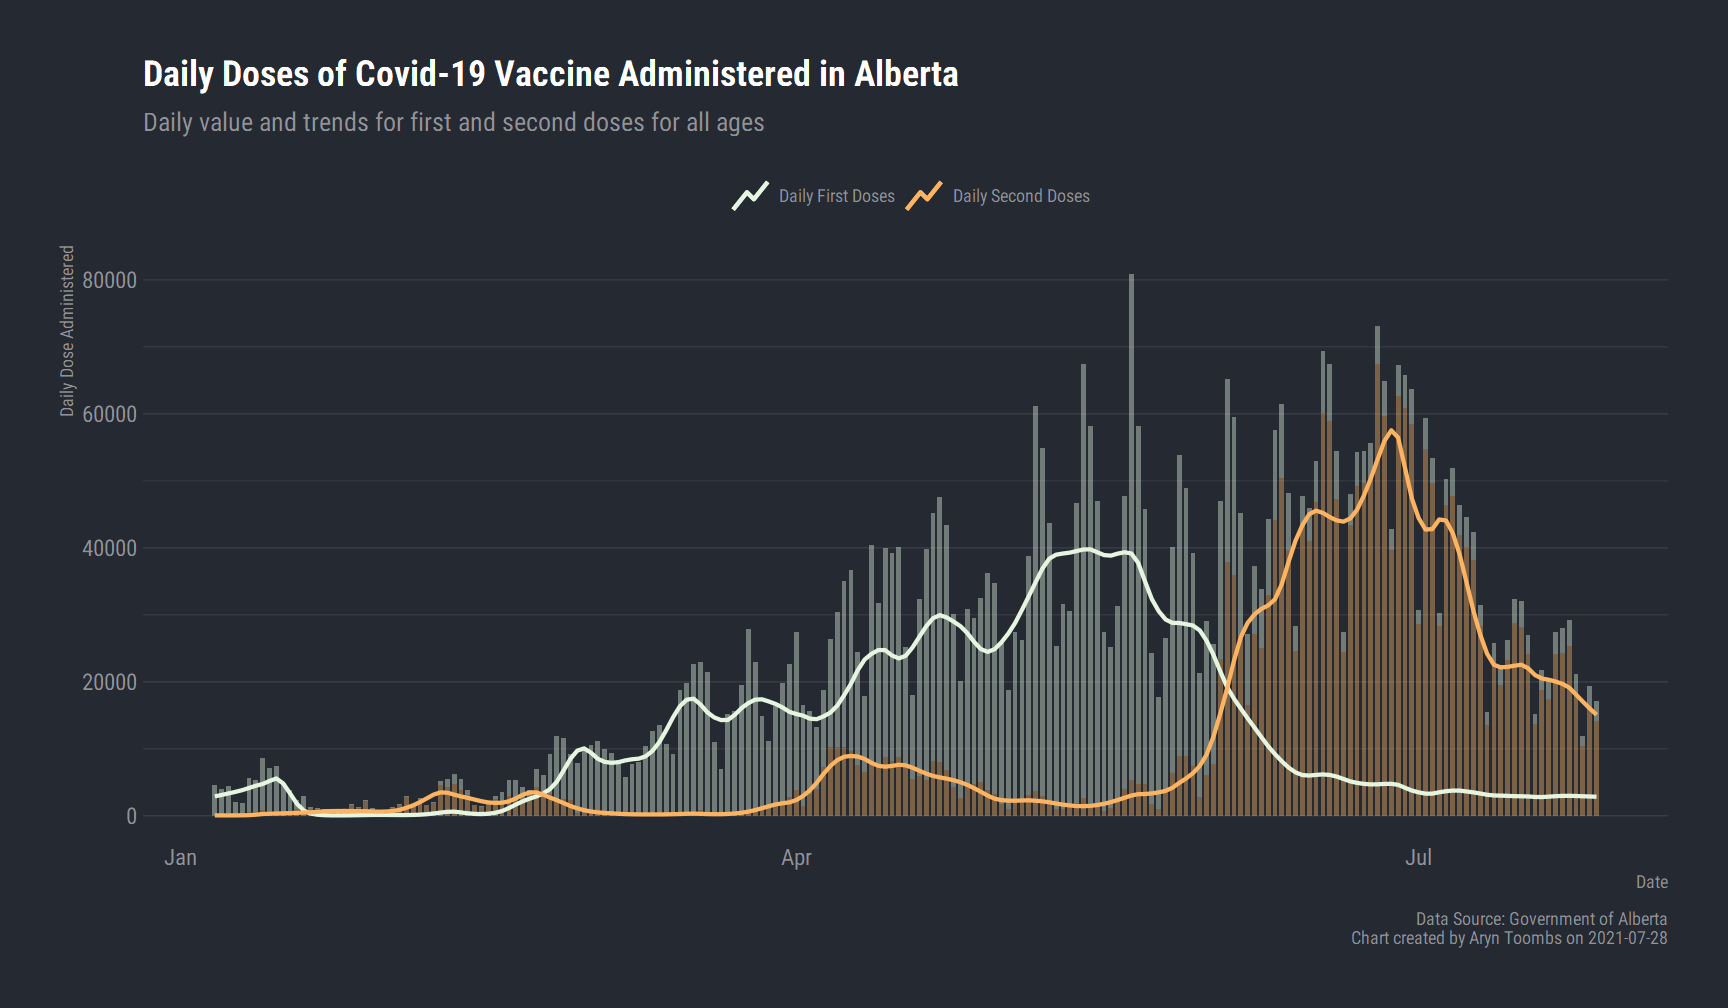 Daily Doses of Covid-19 Vaccine Administered in Alberta
Daily value and trends for first and second doses for all ages
Daily First Doses
Daily Second Doses
Daily Dose Administered
80000
60000
40000
20000
0
Jan
Apr
Jul
Date
Data Source: Government of Alberta
Chart created by Aryn Toombs on 2021-07-28